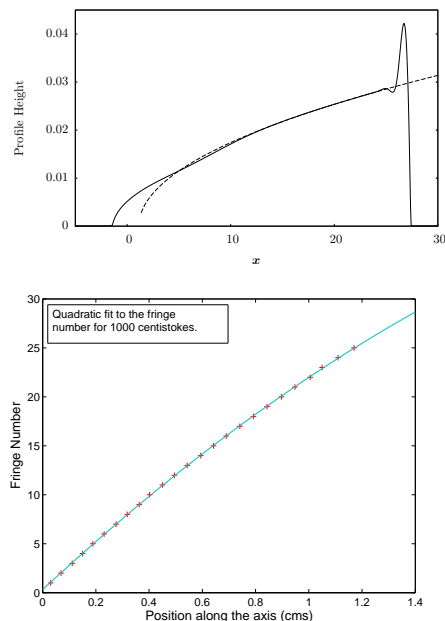 0.04
0.03
0.02
0.01
0
Profile Height
0 10 20 30
x
30
25
20
15
10
5
0
Quadratic fit to the fringe
number for 1000 centistokes.
Fringe Number
0 0.2 0.4 0.6 0.8 1 1.2 1.4
Position along the axis (cms)